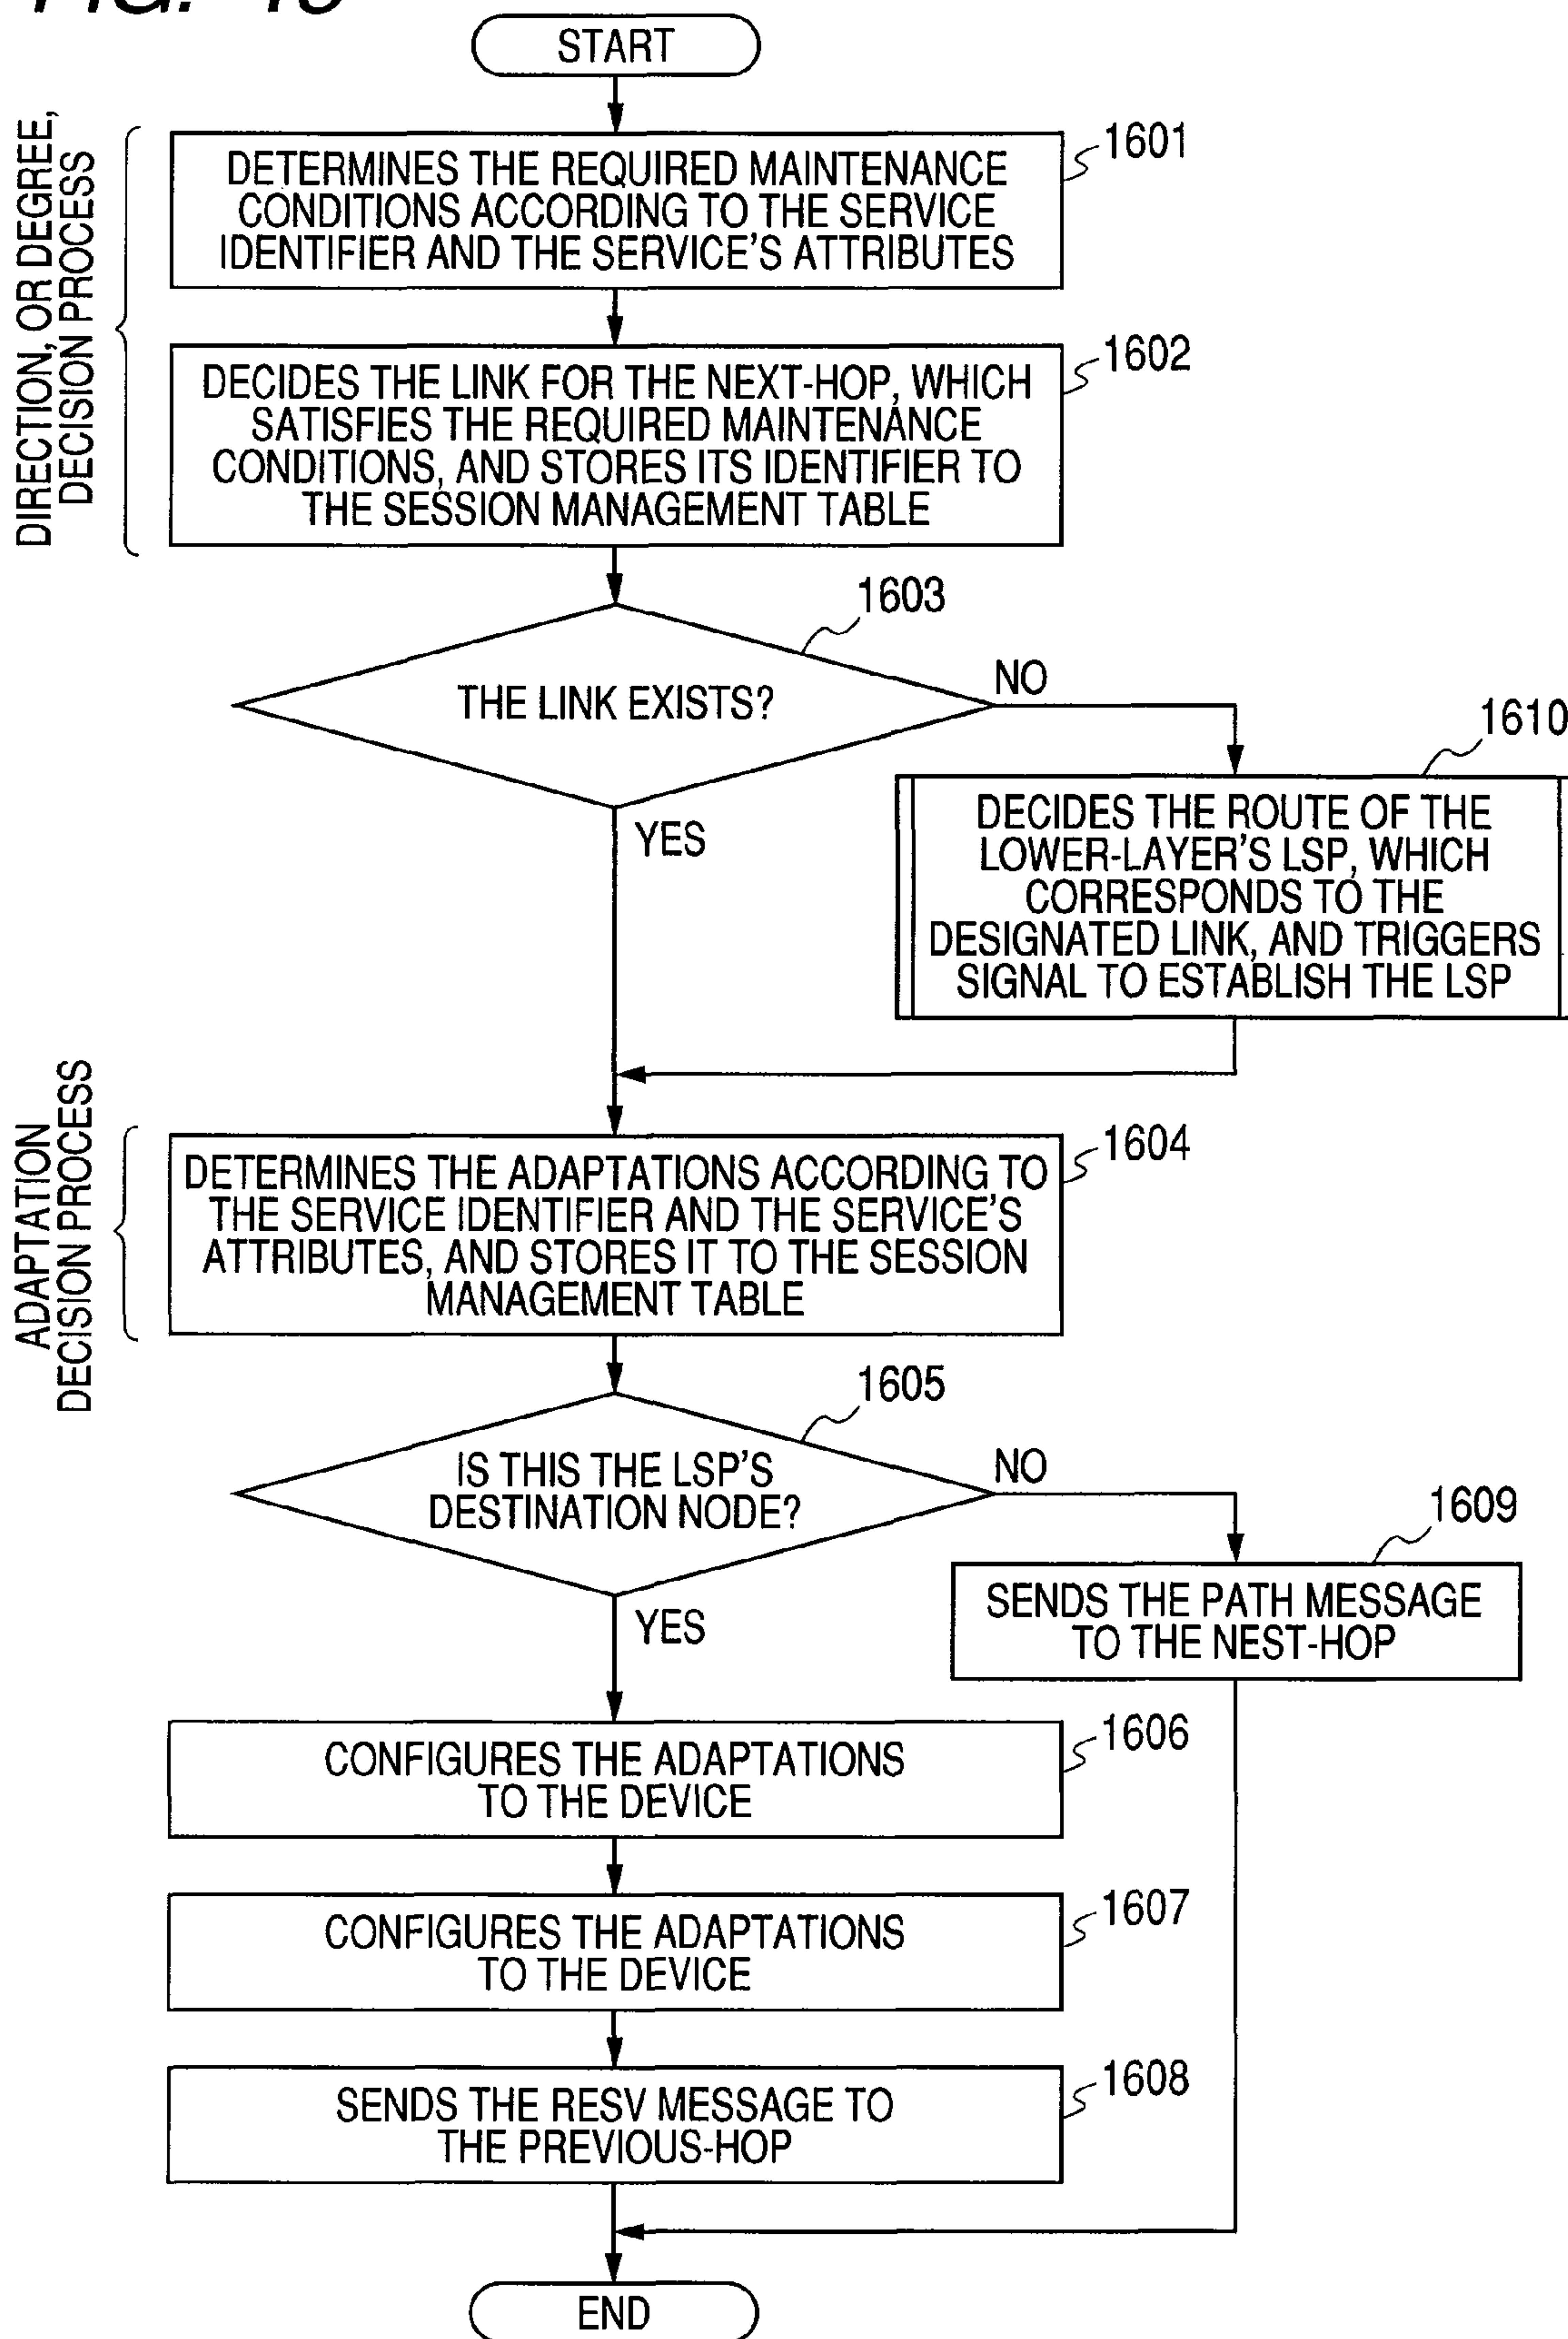 START
DIRECTION, OR DEGREE,
DECISION PROCESS
1601
DETERMINES THE REQUIRED MAINTENANCE
CONDITIONS ACCORDING TO THE SERVICE
IDENTIFIER AND THE SERVICE'S ATTRIBUTES
1602
DECIDES THE LINK FOR THE NEXT-HOP, WHICH
SATISFIES THE REQUIRED MAINTENANCE
CONDITIONS, AND STORES ITS IDENTIFIER TO
THE SESSION MANAGEMENT TABLE
1603
THE LINK EXISTS?
NO
YES
1610
DECIDES THE ROUTE OF THE
LOWER-LAYER'S LSP, WHICH
CORRESPONDS TO THE
DESIGNATED LINK, AND TRIGGERS
SIGNAL TO ESTABLISH THE LSP
ADAPTATION
DECISION PROCESS
1604
DETERMINES THE ADAPTATIONS ACCORDING TO
THE SERVICE IDENTIFIER AND THE SERVICE'S
ATTRIBUTES, AND STORES IT TO THE SESSION
MANAGEMENT TABLE
1605
IS THIS THE LSP'S
DESTINATION NODE?
NO
YES
1609
SENDS THE PATH MESSAGE
TO THE NEST-HOP
1606
CONFIGURES THE ADAPTATIONS
TO THE DEVICE
1607
CONFIGURES THE ADAPTATIONS
TO THE DEVICE
1608
SENDS THE RESV MESSAGE TO
THE PREVIOUS-HOP
END